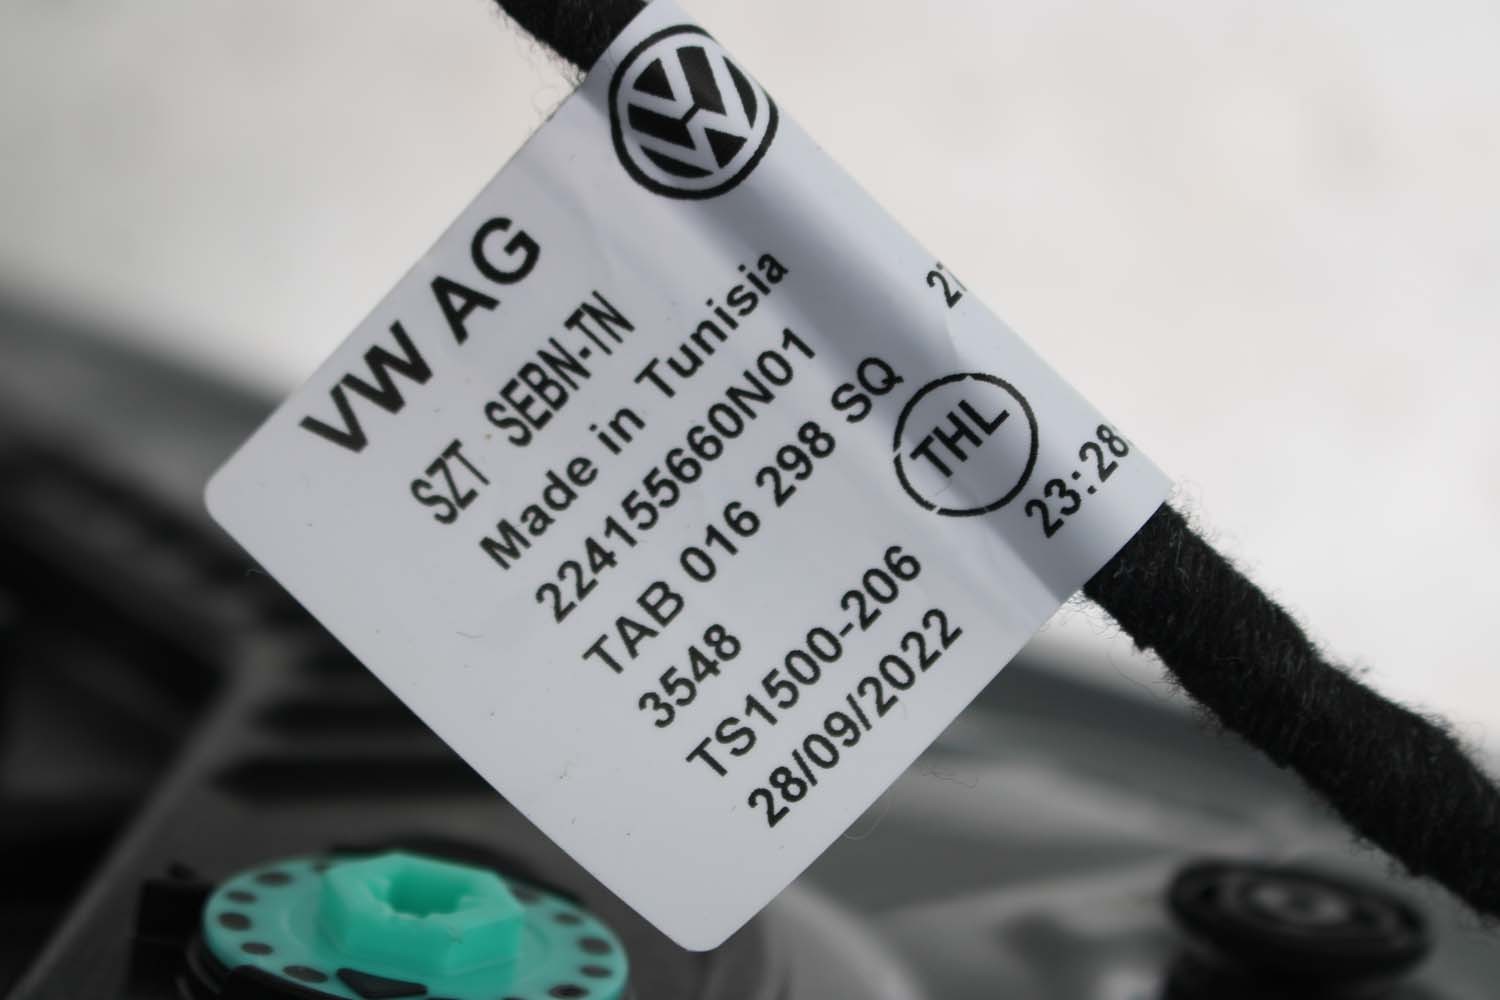 VW AG
SZT SEBN-TN
Made in Tunisia
224155660N01
TAB 016 298 SQ
3548
TS1500-206
28/09/2022
THL
23:28